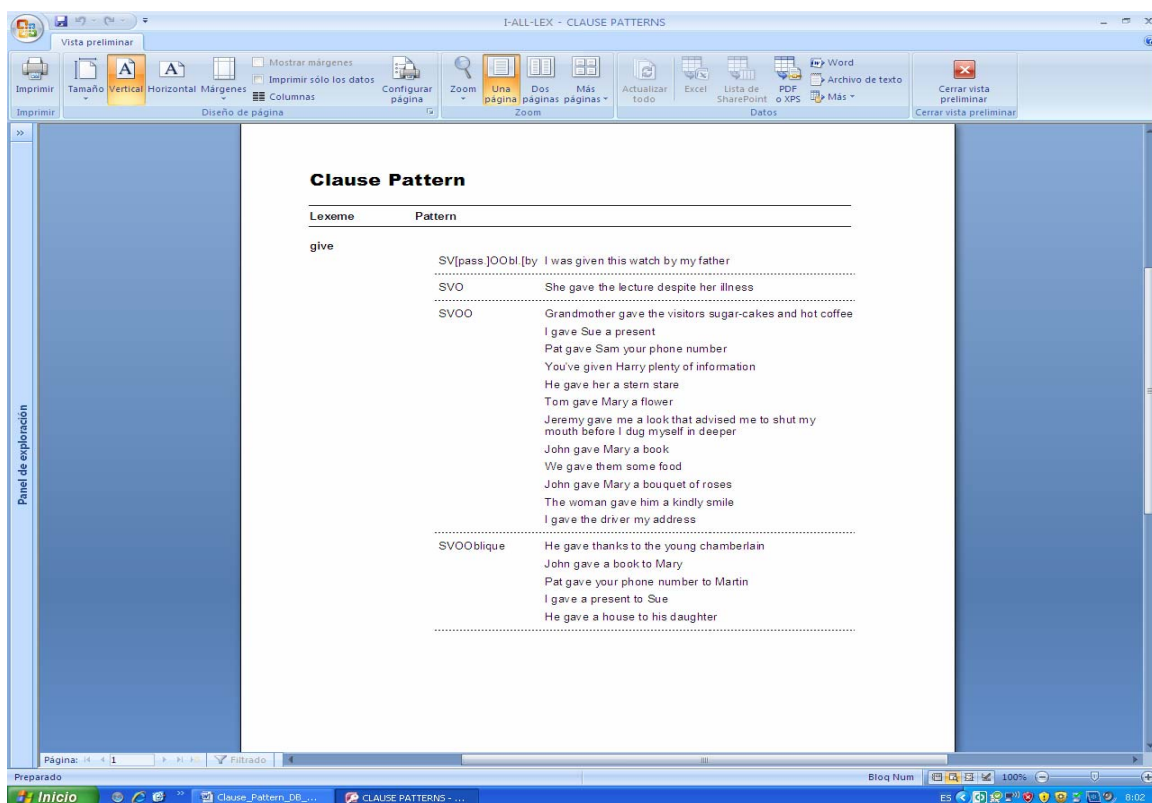 I-ALL-LEX - CLAUSE PATTERNS
Vista preliminar
Imprimir
Tamaño Vertical Horizontal Márgenes
Mostrar márgenes
Imprimir sólo los datos
Columnas
Configurar página
Zoom
Una página
Dos páginas
Más páginas
Actualizar todo
Excel
Lista de SharePoint
PDF o XPS
Word
Archivo de texto
Más
Cerrar vista preliminar
Imprimir
Diseño de página
Zoom
Datos
Cerrar vista preliminar
Panel de exploración
Clause Pattern
Lexeme Pattern
give
SV[pass.]OObl.[by I was given this watch by my father
SVO She gave the lecture despite her illness
SVOO Grandmother gave the visitors sugar-cakes and hot coffee
I gave Sue a present
Pat gave Sam your phone number
You've given Harry plenty of information
He gave her a stern stare
Tom gave Mary a flower
Jeremy gave me a look that advised me to shut my
mouth before I dug myself in deeper
John gave Mary a book
We gave them some food
John gave Mary a bouquet of roses
The woman gave him a kindly smile
I gave the driver my address
SVOOblique He gave thanks to the young chamberlain
John gave a book to Mary
Pat gave your phone number to Martin
I gave a present to Sue
He gave a house to his daughter
Página: 1 Filtrado
Preparado
Bloq Num 100%
Inicio
Clause_Pattern_DB_...
CLAUSE PATTERNS - ...
ES 8:02